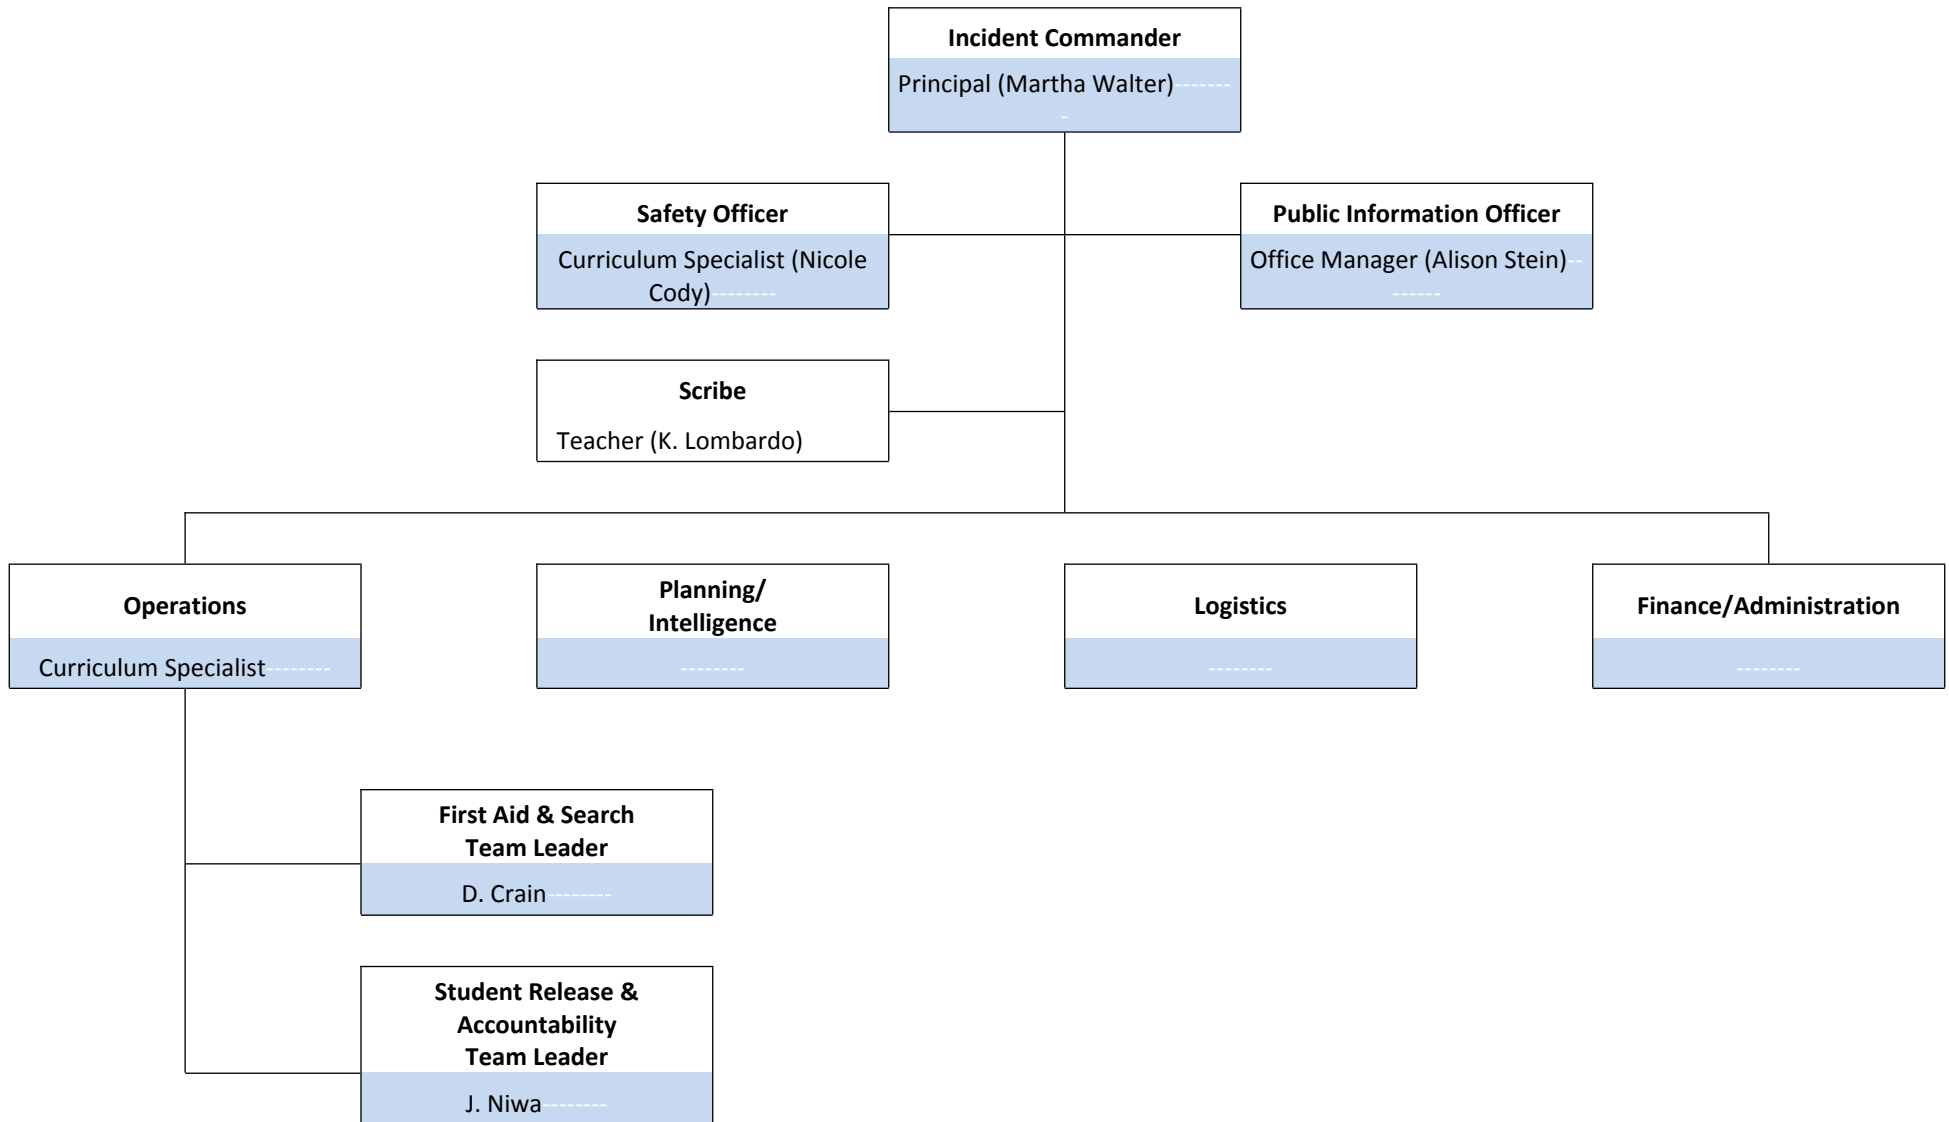 Incident Commander
Principal (Martha Walter)-------
-
Safety Officer
Curriculum Specialist (Nicole
Cody)--------
Public Information Officer
Office Manager (Alison Stein)--
------
Scribe
Teacher (K. Lombardo)
Operations
Curriculum Specialist--------
Planning/
Intelligence
--------
Logistics
--------
Finance/Administration
--------
First Aid & Search
Team Leader
D. Crain--------
Student Release &
Accountability
Team Leader
J. Niwa--------